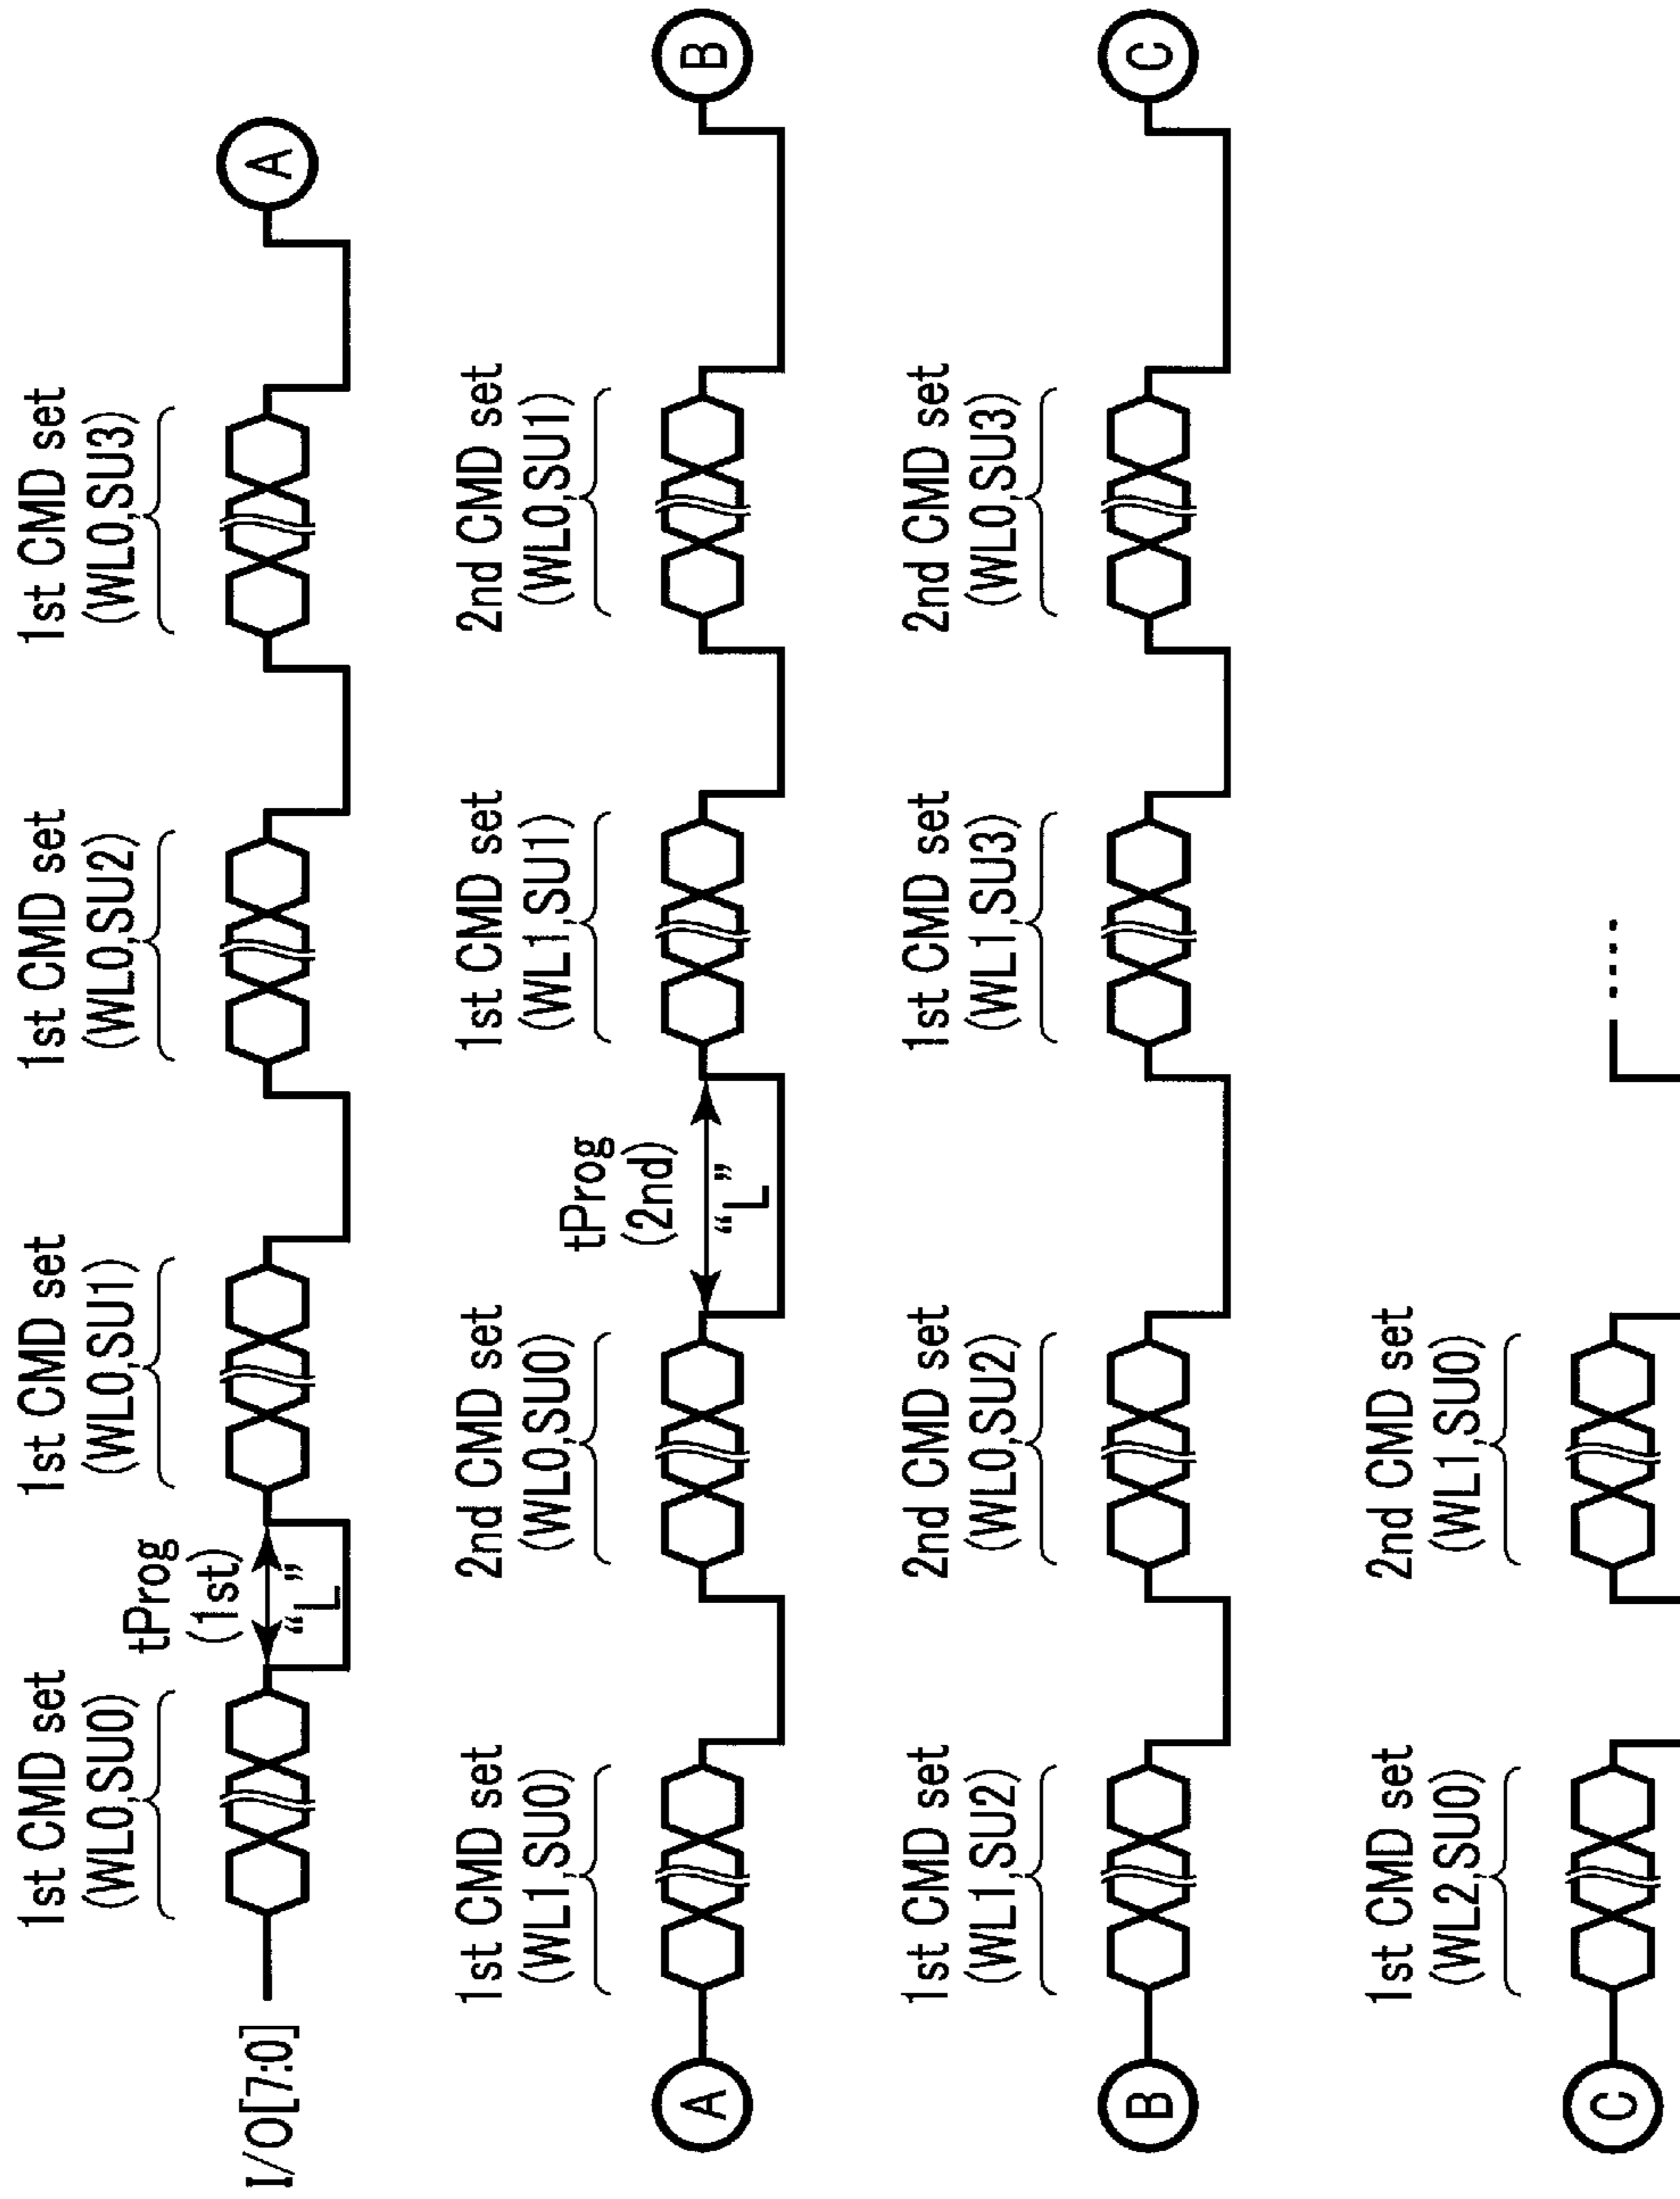 I/O[7:0]
1st CMD set
(WL0,SU0)
tProg
(1st)
“L”
1st CMD set
(WL0,SU1)
1st CMD set
(WL0,SU2)
1st CMD set
(WL0,SU3)
A
A
1st CMD set
(WL1,SU0)
2nd CMD set
(WL0,SU0)
tProg
(2nd)
“L”
1st CMD set
(WL1,SU1)
2nd CMD set
(WL0,SU1)
B
B
1st CMD set
(WL1,SU2)
2nd CMD set
(WL0,SU2)
1st CMD set
(WL1,SU3)
2nd CMD set
(WL0,SU3)
C
C
1st CMD set
(WL2,SU0)
2nd CMD set
(WL1,SU0)